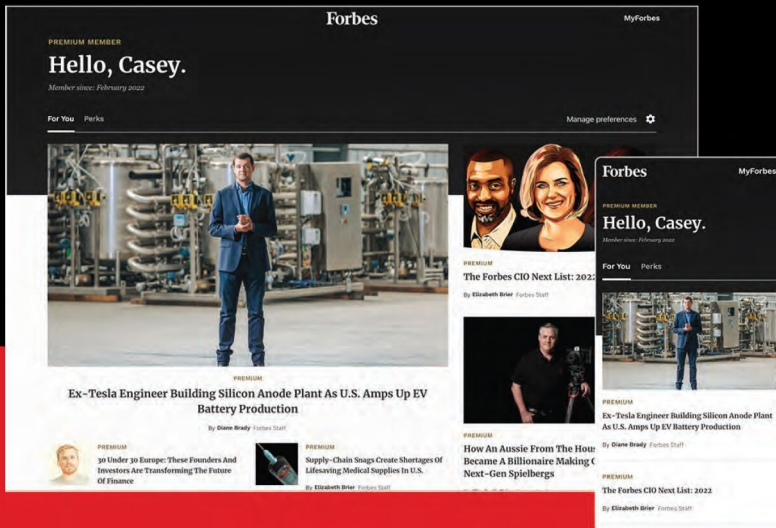 Forbes
MyForbes
PREMIUM MEMBER
Hello, Casey.
Member since: February 2022
For You Perks
Manage preferences
PREMIUM
Ex-Tesla Engineer Building Silicon Anode Plant As U.S. Amps Up EV
Battery Production
By Diane Brady Forbes Staff
PREMIUM
30 Under 30 Europe: These Founders And
Investors Are Transforming The Future
Of Finance
PREMIUM
Supply-Chain Snags Create Shortages Of
Lifesaving Medical Supplies In U.S.
By Elizabeth Brier Forbes Staff
PREMIUM
The Forbes CIO Next List: 2022
By Elizabeth Brier Forbes Staff
PREMIUM
How An Aussie From The
Became A Billionaire Making
Next-Gen Spielbergs
Forbes
MyForbes
PREMIUM MEMBER
Hello, Casey.
Member since: February 2022
For You Perks
PREMIUM
Ex-Tesla Engineer Building Silicon Anode Plant
As U.S. Amps Up EV Battery Production
By Diane Brady Forbes Staff
PREMIUM
The Forbes CIO Next List: 2022
By Elizabeth Brier Forbes Staff